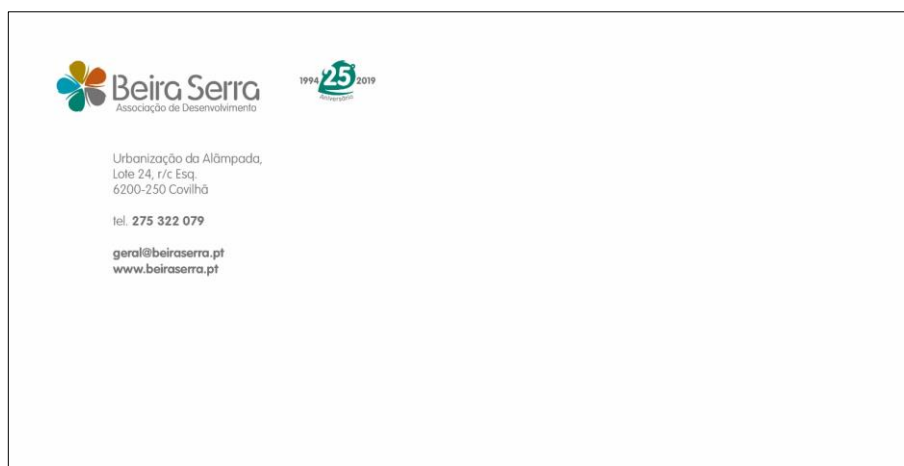 Beira Serra
Associação de Desenvolvimento
1994 25º 2019
Aniversário
Urbanização da Alâmpada,
Lote 24, r/c Esq.
6200-250 Covilhã
tel. 275 322 079
geral@beiraserra.pt
www.beiraserra.pt